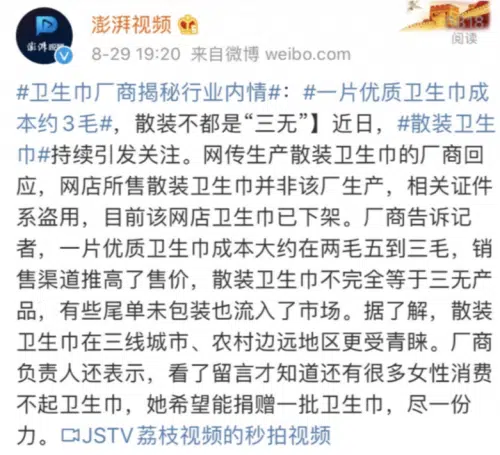 澎湃视频
8-29 19:20 来自微博 weibo.com
818
阅读
澎湃视频
#卫生巾厂商揭秘行业内情#：#一片优质卫生巾成
本约3毛#，散装不都是“三无”】近日，#散装卫生
巾#持续引发关注。网传生产散装卫生巾的厂商回
应，网店所售散装卫生巾并非该厂生产，相关证件
系盗用，目前该网店卫生巾已下架。厂商告诉记
者，一片优质卫生巾成本大约在两毛五到三毛，销
售渠道推高了售价，散装卫生巾不完全等于三无产
品，有些尾单未包装也流入了市场。据了解，散装
卫生巾在三线城市、农村边远地区更受青睐。厂商
负责人还表示，看了留言才知道还有很多女性消费
不起卫生巾，她希望能捐赠一批卫生巾，尽一份
力。JSTV荔枝视频的秒拍视频